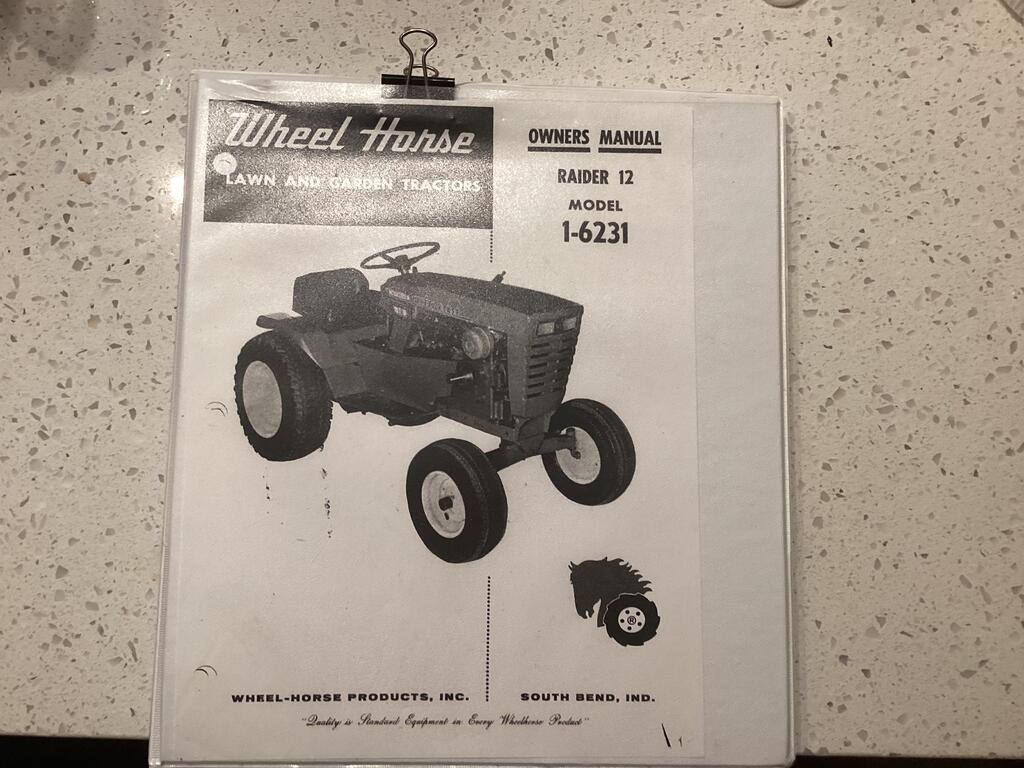 Wheel Horse
LAWN AND GARDEN TRACTORS
OWNERS MANUAL
RAIDER 12
MODEL
1-6231
®
WHEEL-HORSE PRODUCTS, INC.
SOUTH BEND, IND.
"Quality is Standard Equipment in Every Wheelhorse Product"